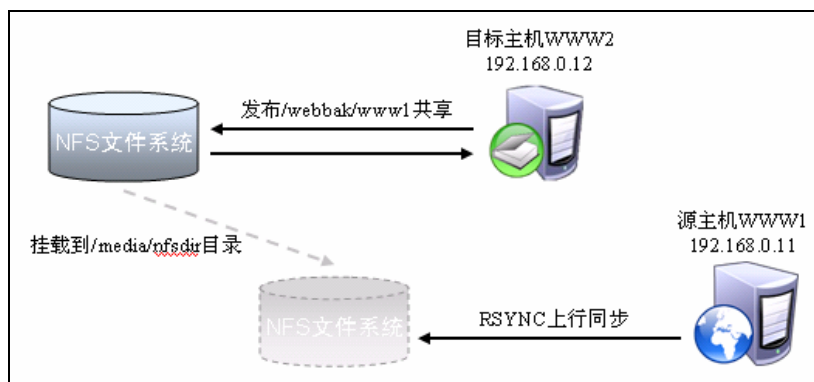 目标主机WWW2
192.168.0.12
发布/webbak/www1共享
NFS文件系统
源主机WWW1
192.168.0.11
挂载到/media/nfsdir目录
NFS文件系统
RSYNC上行同步